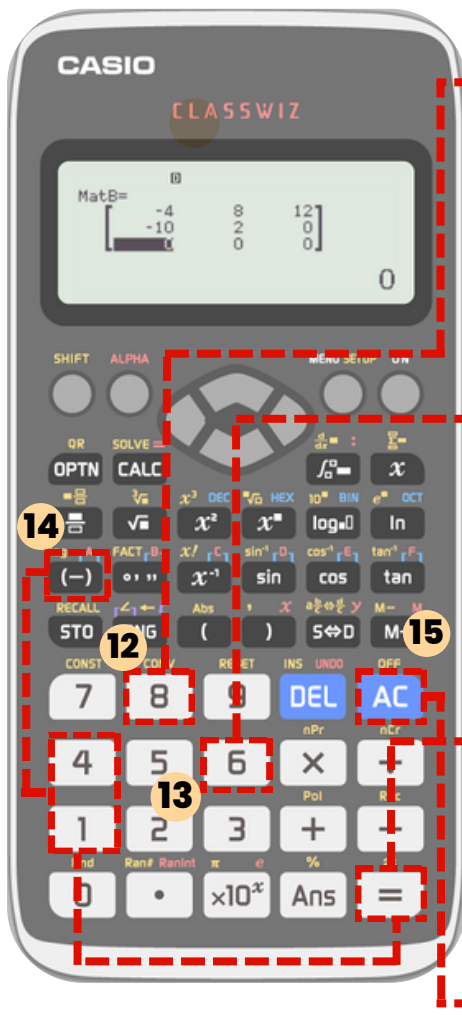 CASIO
CLASSWIZ
MatB=
-4 8 12
-10 2 0
0 0 0
0
SHIFT ALPHA MENU SETUP ON
QR SOLVE = :
OPTN CALC x
x³ DEC HEX 10■ BIN e■ OCT
14 √■ x² x■ log■▯ ln
A FACT B x! C sin⁻¹ D cos⁻¹ E tan⁻¹ F
(−) x⁻¹ sin cos tan
RECALL ← Abs , x y M− M
STO NG ( ) S⇔D M 15
12
CONST CONV RESET INS UNDO OFF
7 8 9 DEL AC
nPr nCr
4 5 6 × ÷
13
Pol Rec
1 2 3 + −
Rnd Ran# RanInt π e %
0 • ×10ˣ Ans =